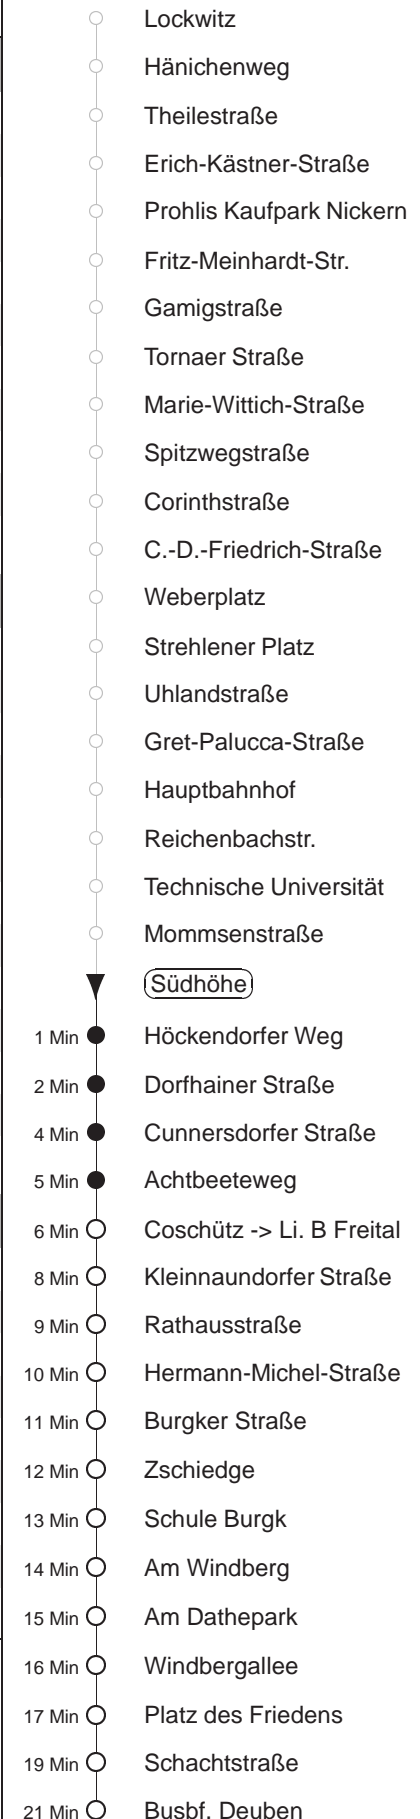 Lockwitz
Hänichenweg
Theilestraße
Erich-Kästner-Straße
Prohlis Kaufpark Nickern
Fritz-Meinhardt-Str.
Gamigstraße
Tornaer Straße
Marie-Wittich-Straße
Spitzwegstraße
Corinthstraße
C.-D.-Friedrich-Straße
Weberplatz
Strehlener Platz
Uhlandstraße
Gret-Palucca-Straße
Hauptbahnhof
Reichenbachstr.
Technische Universität
Mommsenstraße
Südhöhe
1 Min Höckendorfer Weg
2 Min Dorfhainer Straße
4 Min Cunnersdorfer Straße
5 Min Achtbeeteweg
6 Min Coschütz -> Li. B Freital
8 Min Kleinnaundorfer Straße
9 Min Rathausstraße
10 Min Hermann-Michel-Straße
11 Min Burgker Straße
12 Min Zschiedge
13 Min Schule Burgk
14 Min Am Windberg
15 Min Am Dathepark
16 Min Windbergallee
17 Min Platz des Friedens
19 Min Schachtstraße
21 Min Busbf. Deuben